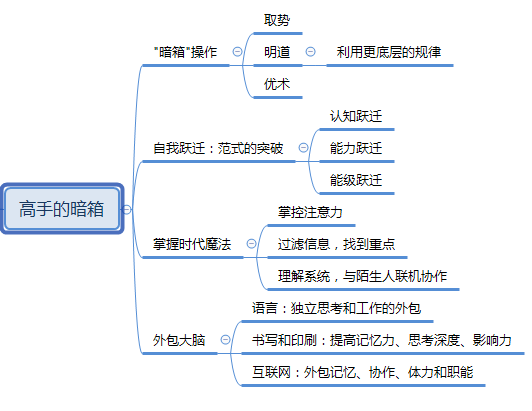 高手的暗箱
"暗箱"操作
取势
明道
利用更底层的规律
优术
自我跃迁：范式的突破
认知跃迁
能力跃迁
能级跃迁
掌握时代魔法
掌控注意力
过滤信息，找到重点
理解系统，与陌生人联机协作
外包大脑
语言：独立思考和工作的外包
书写和印刷：提高记忆力、思考深度、影响力
互联网：外包记忆、协作、体力和职能